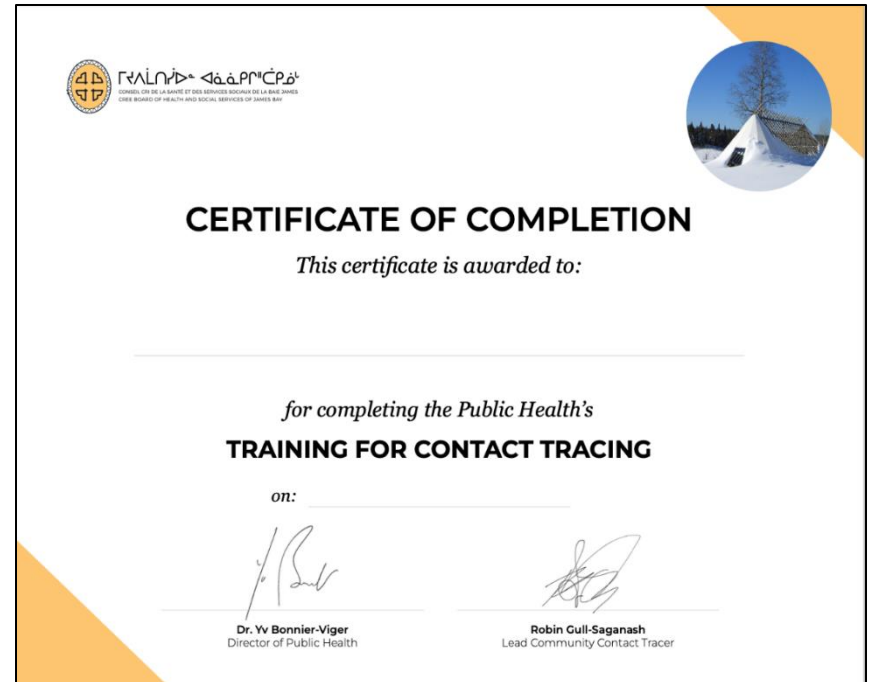 CONSEIL CRI DE LA SANTÉ ET DES SERVICES SOCIAUX DE LA BAIE JAMES
CREE BOARD OF HEALTH AND SOCIAL SERVICES OF JAMES BAY
CERTIFICATE OF COMPLETION
This certificate is awarded to:
for completing the Public Health’s
TRAINING FOR CONTACT TRACING
on:
Dr. Yv Bonnier-Viger
Director of Public Health
Robin Gull-Saganash
Lead Community Contact Tracer